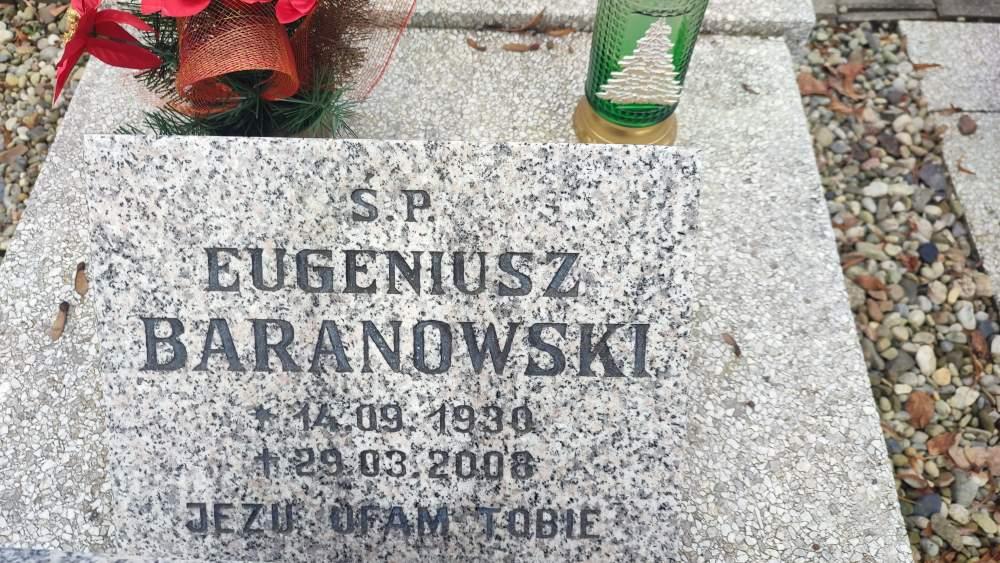 Ś.P.
EUGENIUSZ
BARANOWSKI
* 14.09.1930
† 29.03.2008
JEZU UFAM TOBIE